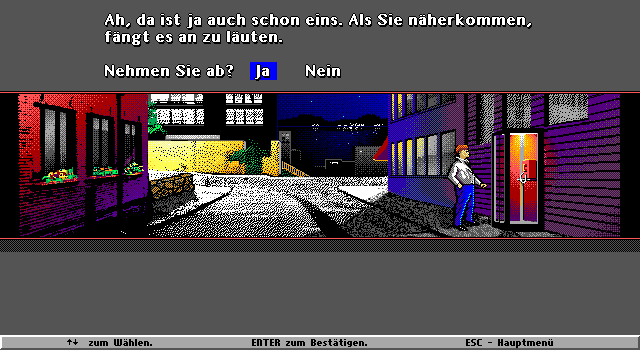 Ah, da ist ja auch schon eins. Als Sie näherkommen,
fängt es an zu läuten.
Nehmen Sie ab? Ja Nein
↑↓ zum Wählen. ENTER zum Bestätigen. ESC - Hauptmenü